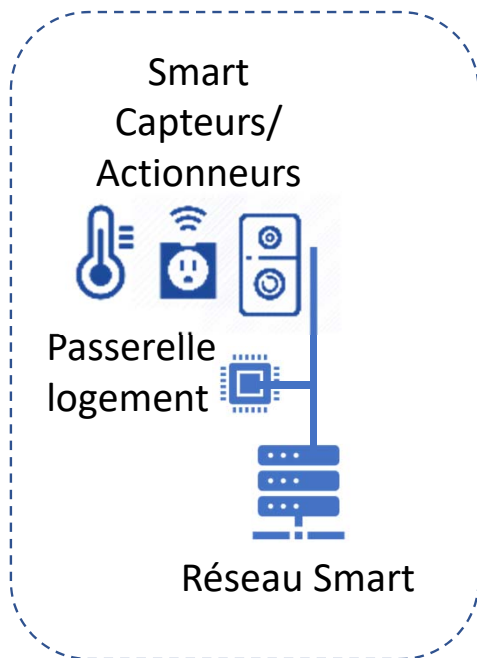 Smart
Capteurs/
Actionneurs
Passerelle
logement
Réseau Smart